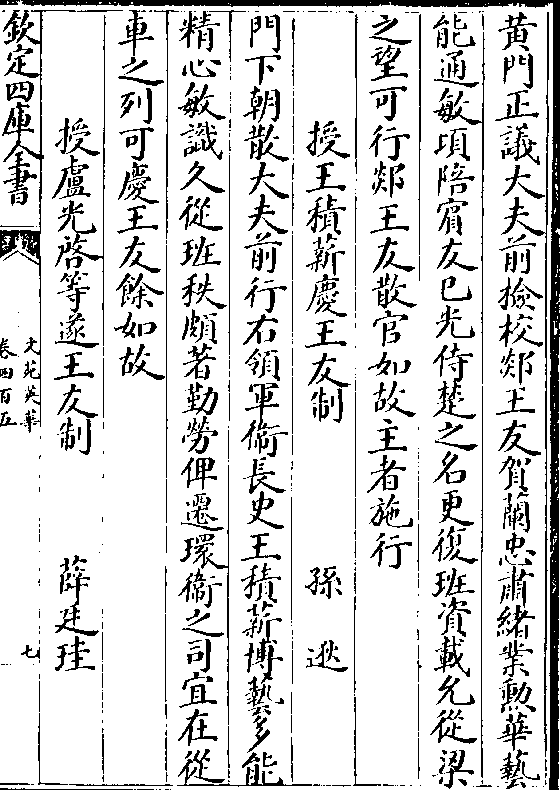 黄門正議大夫前撿校郯王友賀蘭忠肅緒業勲華藝
能通敏項陪賔友已光侍楚之名更復班資載允從梁
之望可行郯王友散官如故主者施行
授王積薪慶王友制 孫逖
門下朝散大夫前行右領軍衞長史王積薪博藝多能
精心敏識久從班秩頗著勤勞俾遷環衞之司宜在從
車之列可慶王友餘如故
授盧光啓等遂王友制 薛廷珪
欽定四庫全書
文苑英華
卷四百五
七